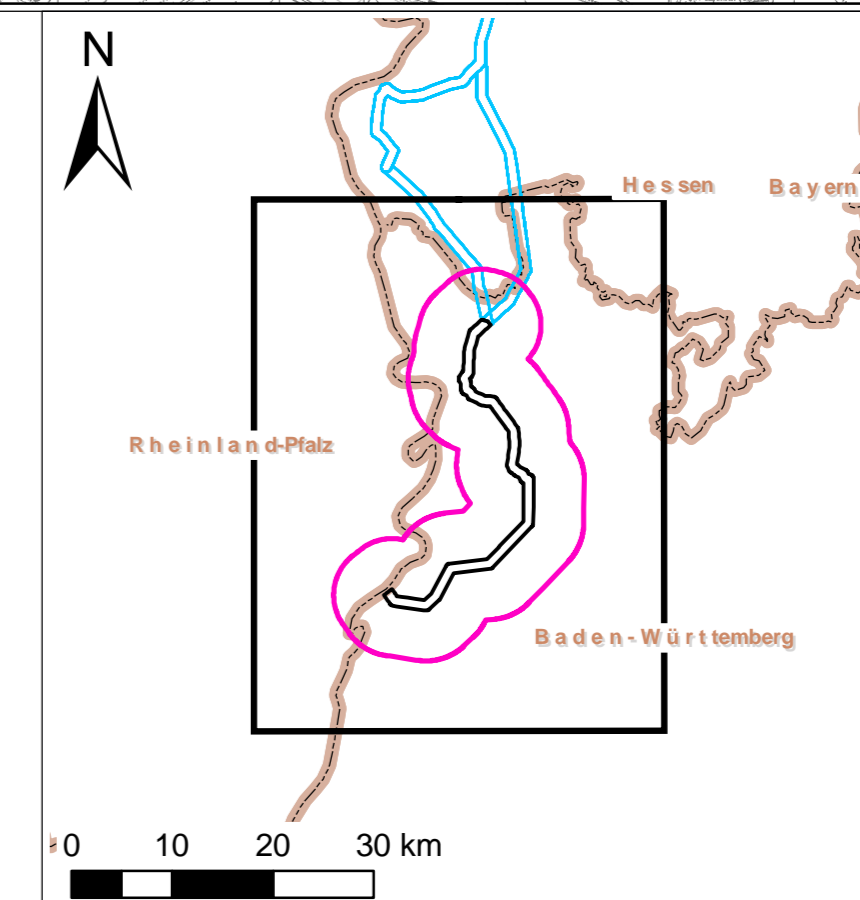 N
Hessen
Bayern
Rheinland-Pfalz
Baden-Württemberg
0 10 20 30 km